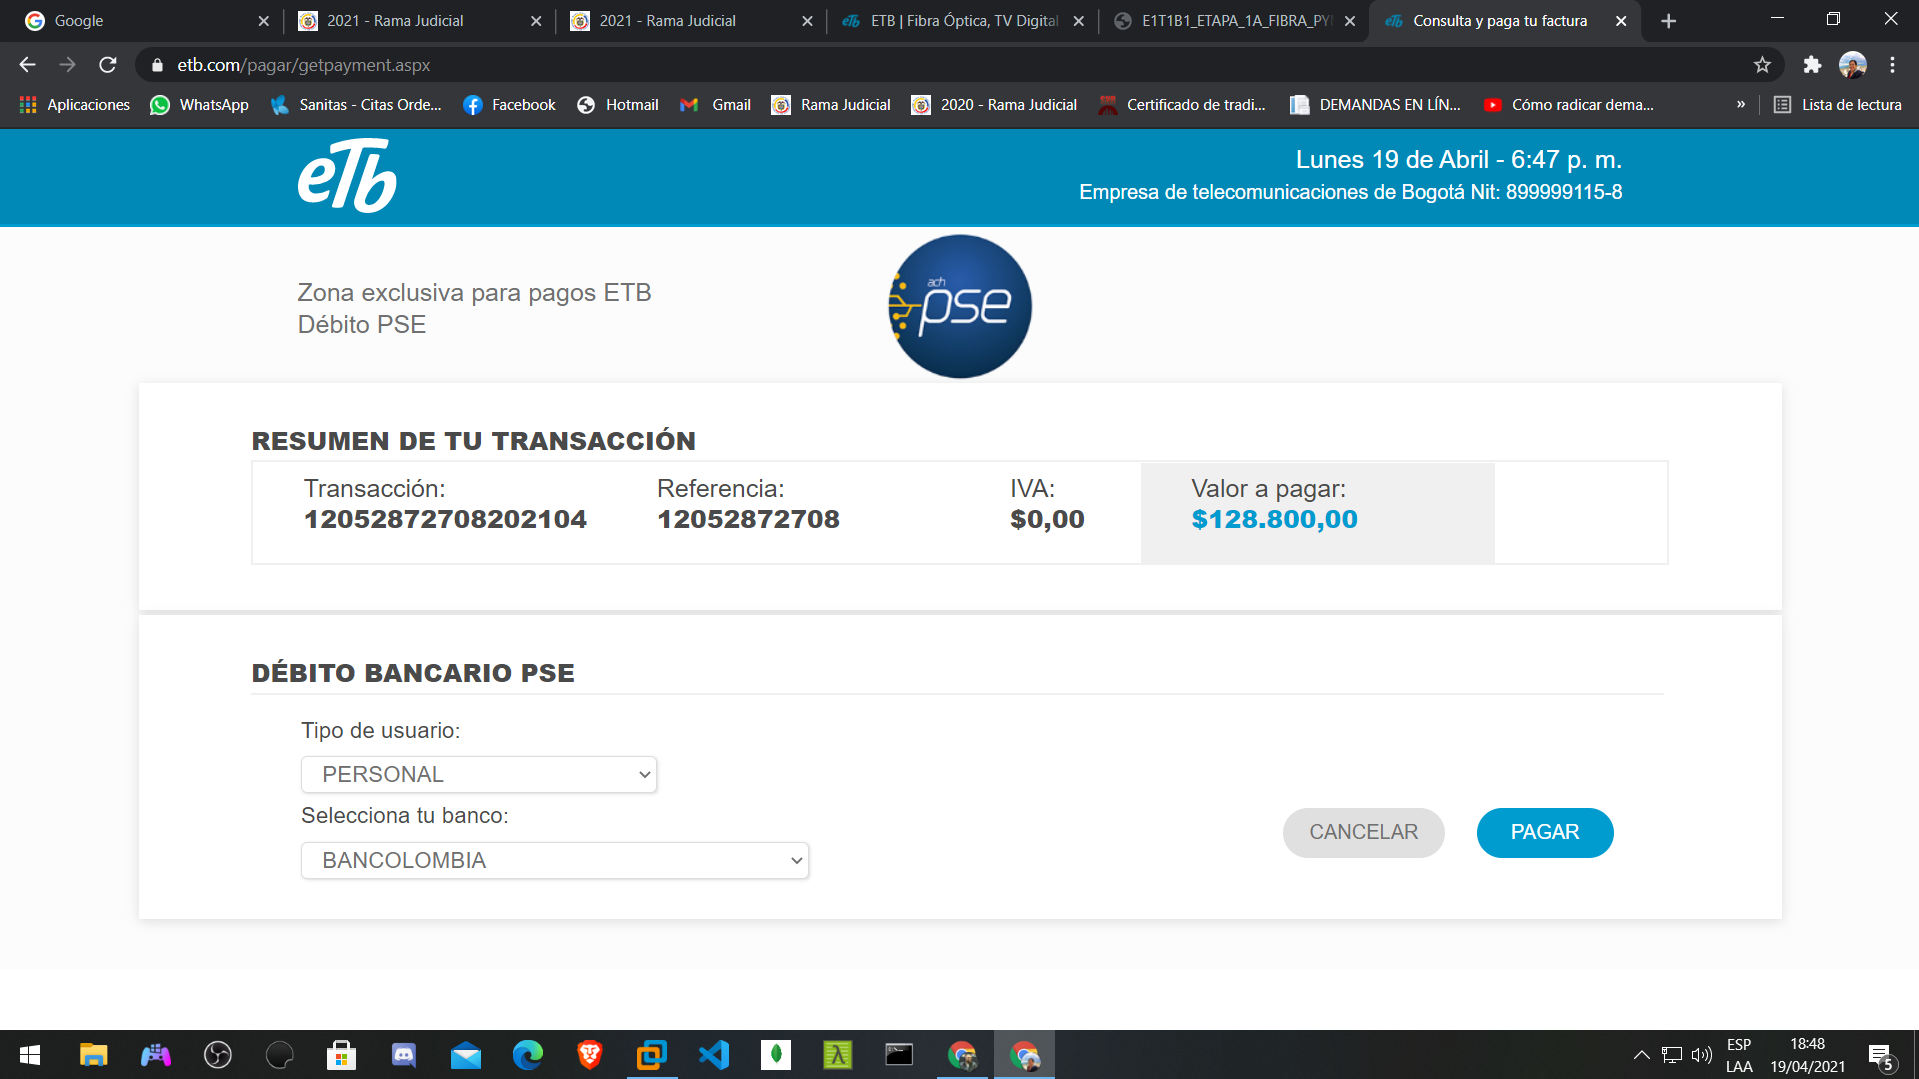 Google
2021 - Rama Judicial
2021 - Rama Judicial
ETB | Fibra Óptica, TV Digital
E1T1B1_ETAPA_1A_FIBRA_PY
Consulta y paga tu factura
etb.com/pagar/getpayment.aspx
Aplicaciones
WhatsApp
Sanitas - Citas Orde...
Facebook
Hotmail
Gmail
Rama Judicial
2020 - Rama Judicial
Certificado de tradi...
DEMANDAS EN LÍN...
Cómo radicar dema...
»
Lista de lectura
eTb
Lunes 19 de Abril - 6:47 p. m.
Empresa de telecomunicaciones de Bogotá Nit: 899999115-8
Zona exclusiva para pagos ETB
Débito PSE
ach
pse
RESUMEN DE TU TRANSACCIÓN
Transacción: Referencia: IVA: Valor a pagar:
12052872708202104 12052872708 $0,00 $128.800,00
DÉBITO BANCARIO PSE
Tipo de usuario:
PERSONAL
Selecciona tu banco:
BANCOLOMBIA
CANCELAR
PAGAR
ESP
LAA
18:48
19/04/2021
5